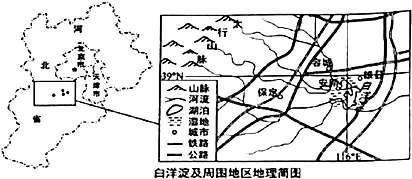 河
北
省
北京市
天津市
太
行
山
脉
39°N
容城
雄县
安新
保定
白洋淀
116°E
山脉
河流
湖泊
湿地
城市
铁路
公路
白洋淀及周围地区地理简图